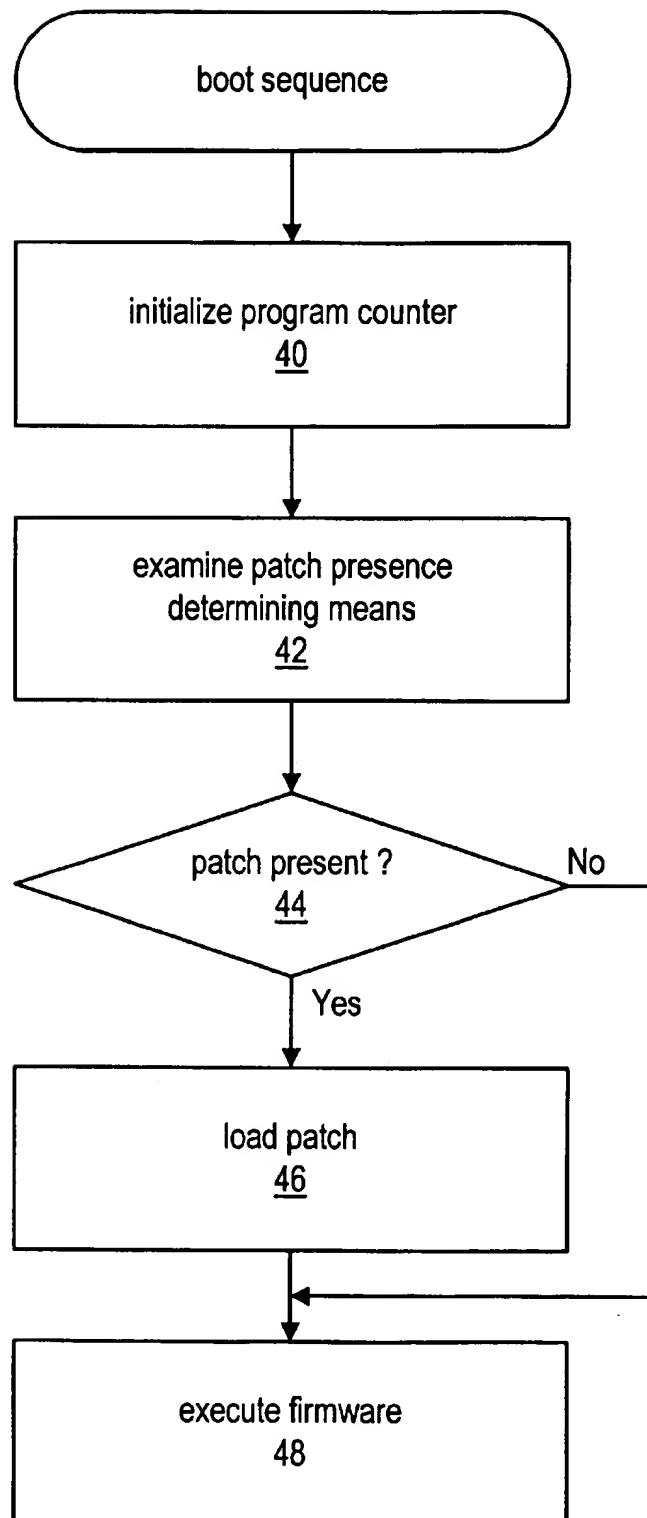 boot sequence
initialize program counter
40
examine patch presence
determining means
42
patch present ?
44
No
Yes
load patch
46
execute firmware
48